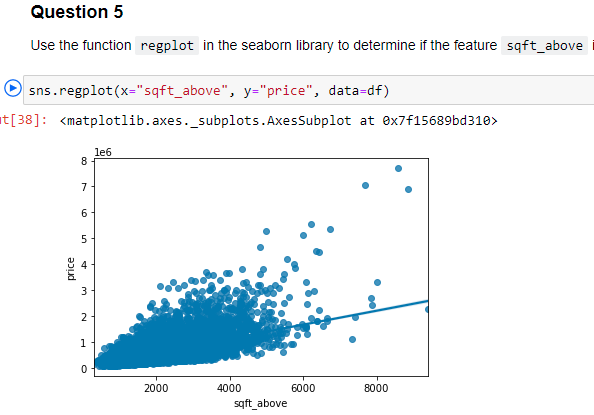 Question 5
Use the function regplot in the seaborn library to determine if the feature sqft_above
sns.regplot(x="sqft_above", y="price", data=df)
t[38]: <matplotlib.axes._subplots.AxesSubplot at 0x7f15689bd310>
1e6
8
7
6
5
4
3
2
1
0
price
2000 4000 6000 8000
sqft_above